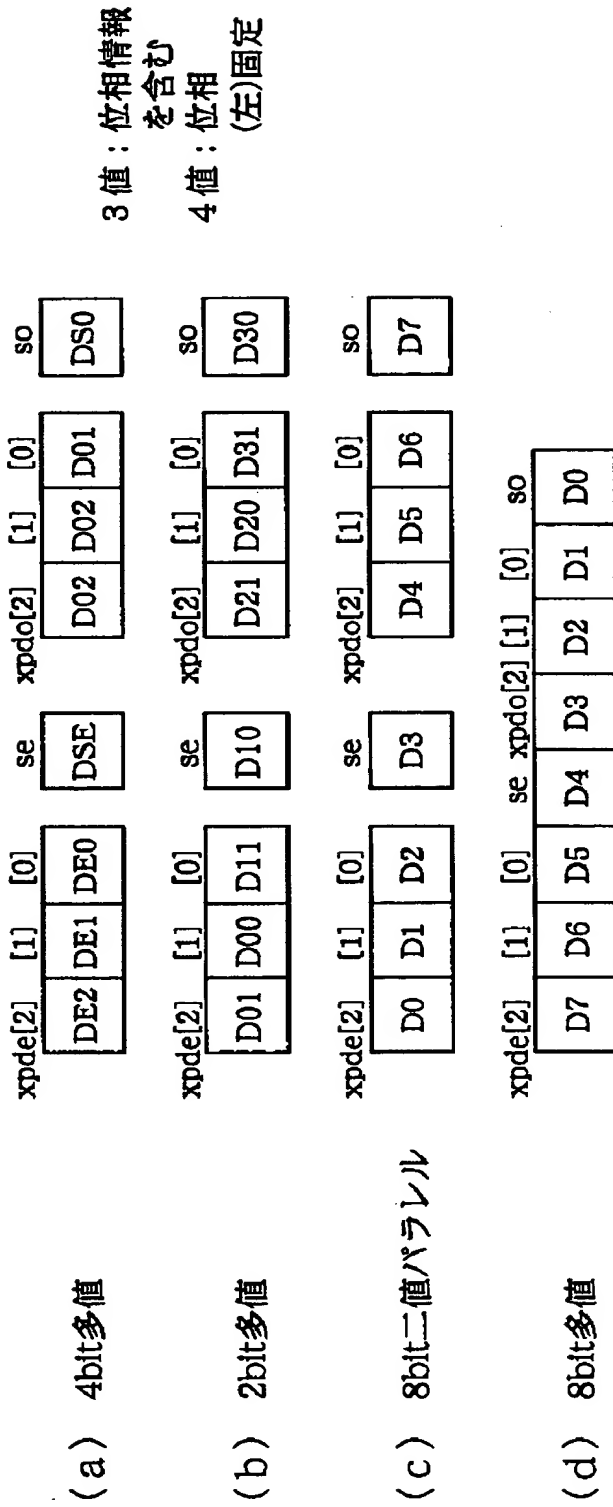 (a) 4bit多値
xpde[2] [1] [0] se xpdo[2] [1] [0] so
DE2 DE1 DE0 DSE D02 D02 D01 DS0
3値：位相情報
を含む
4値：位相
(左)固定
(b) 2bit多値
xpde[2] [1] [0] se xpdo[2] [1] [0] so
D01 D00 D11 D10 D21 D20 D31 D30
(c) 8bit二値パラレル
xpde[2] [1] [0] se xpdo[2] [1] [0] so
D0 D1 D2 D3 D4 D5 D6 D7
(d) 8bit多値
xpde[2] [1] [0] se xpdo[2] [1] [0] so
D7 D6 D5 D4 D3 D2 D1 D0